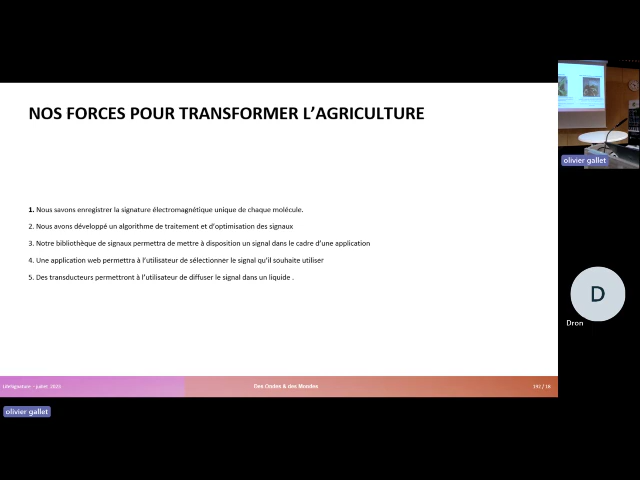 NOS FORCES POUR TRANSFORMER L'AGRICULTURE
1. Nous savons enregistrer la signature électromagnétique unique de chaque molécule.
2. Nous avons développé un algorithme de traitement et d'optimisation des signaux
3. Notre bibliothèque de signaux permettra de mettre à disposition un signal dans le cadre d'une application
4. Une application web permettra à l'utilisateur de sélectionner le signal qu'il souhaite utiliser
5. Des transducteurs permettront à l'utilisateur de diffuser le signal dans un liquide .
Des Ondes & des Mondes
192 / 18
olivier gallet
olivier gallet
D
Dron